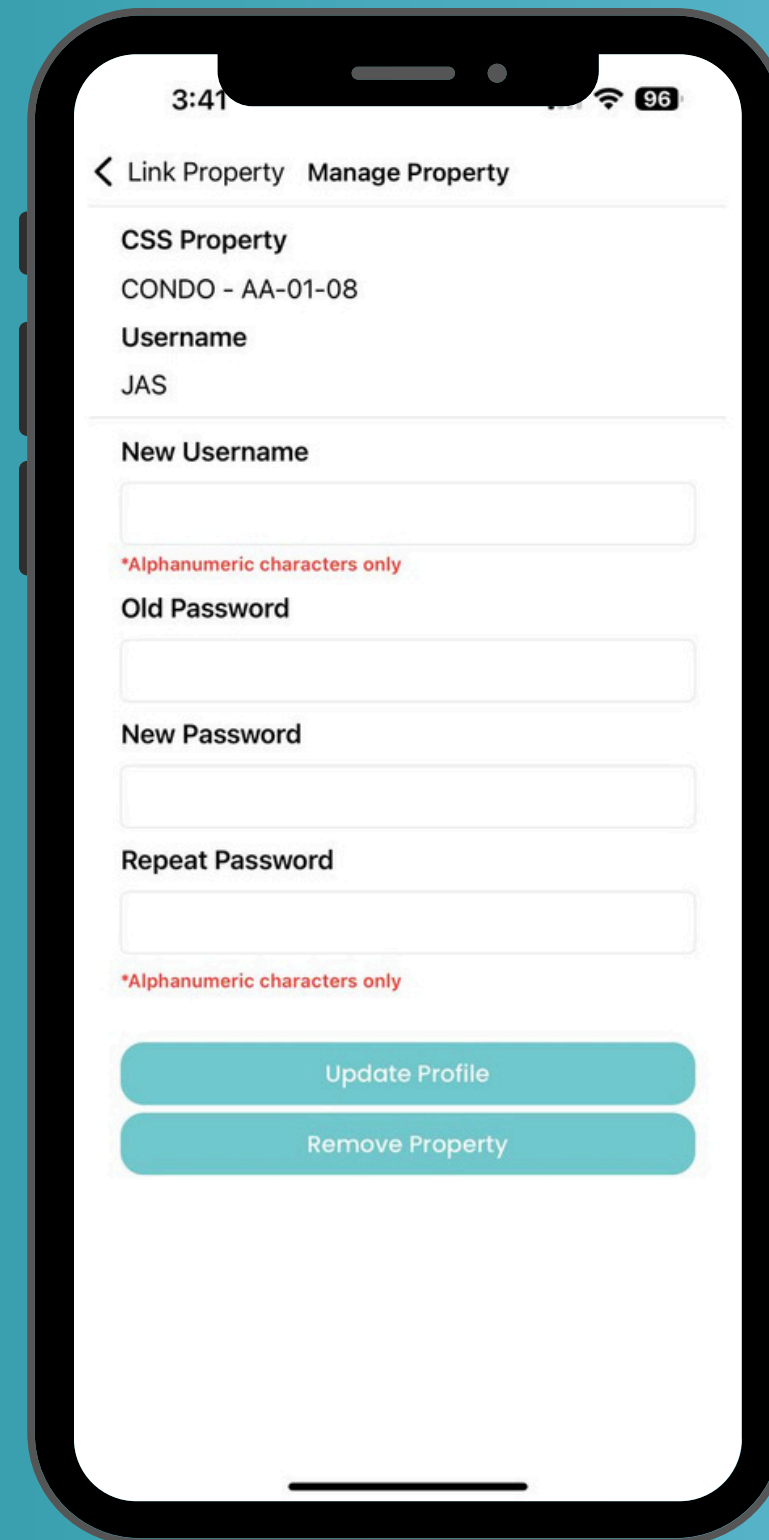 3:41 96
Link Property Manage Property
CSS Property
CONDO - AA-01-08
Username
JAS
New Username
*Alphanumeric characters only
Old Password
New Password
Repeat Password
*Alphanumeric characters only
Update Profile
Remove Property